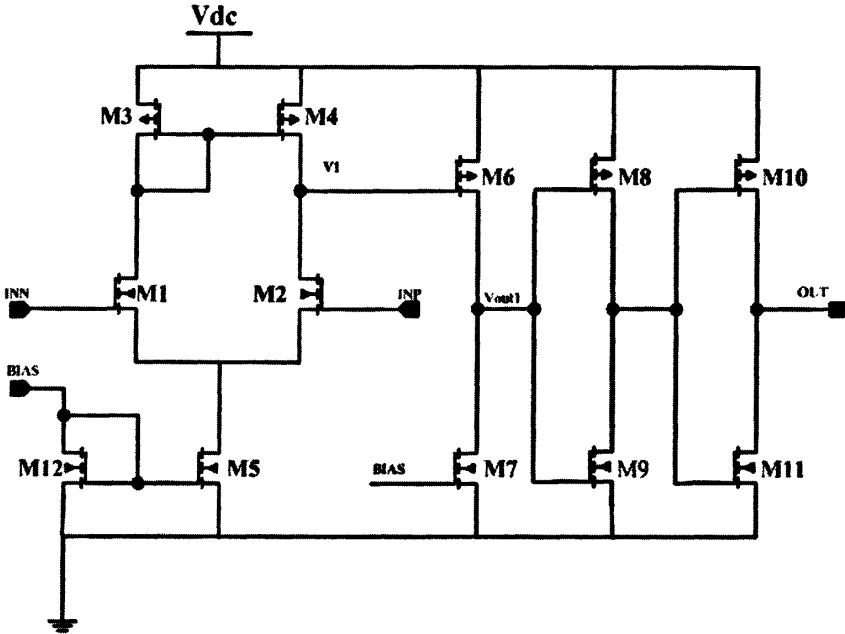 Vdc
M3
M4
V1
M6
M8
M10
INN
M1
M2
INP
Vout1
OUT
BIAS
M12
M5
BIAS
M7
M9
M11